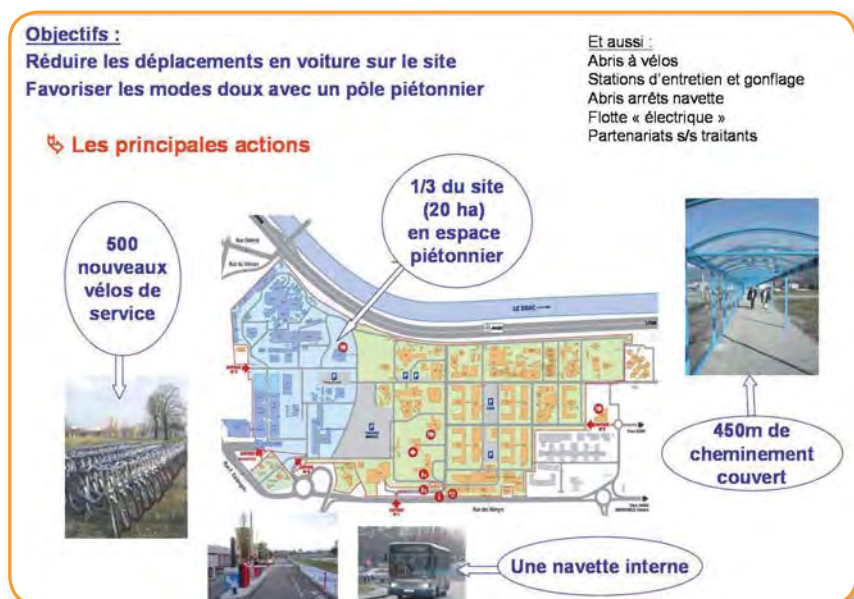 Objectifs :
Réduire les déplacements en voiture sur le site
Favoriser les modes doux avec un pôle piétonnier
Et aussi :
Abris à vélos
Stations d'entretien et gonflage
Abris arrêts navette
Flotte « électrique »
Partenariats s/s traitants
Les principales actions
1/3 du site
(20 ha)
en espace
piétonnier
500
nouveaux
vélos de
service
LE DRAC
450m de
cheminement
couvert
Rue des Martyrs
Une navette interne